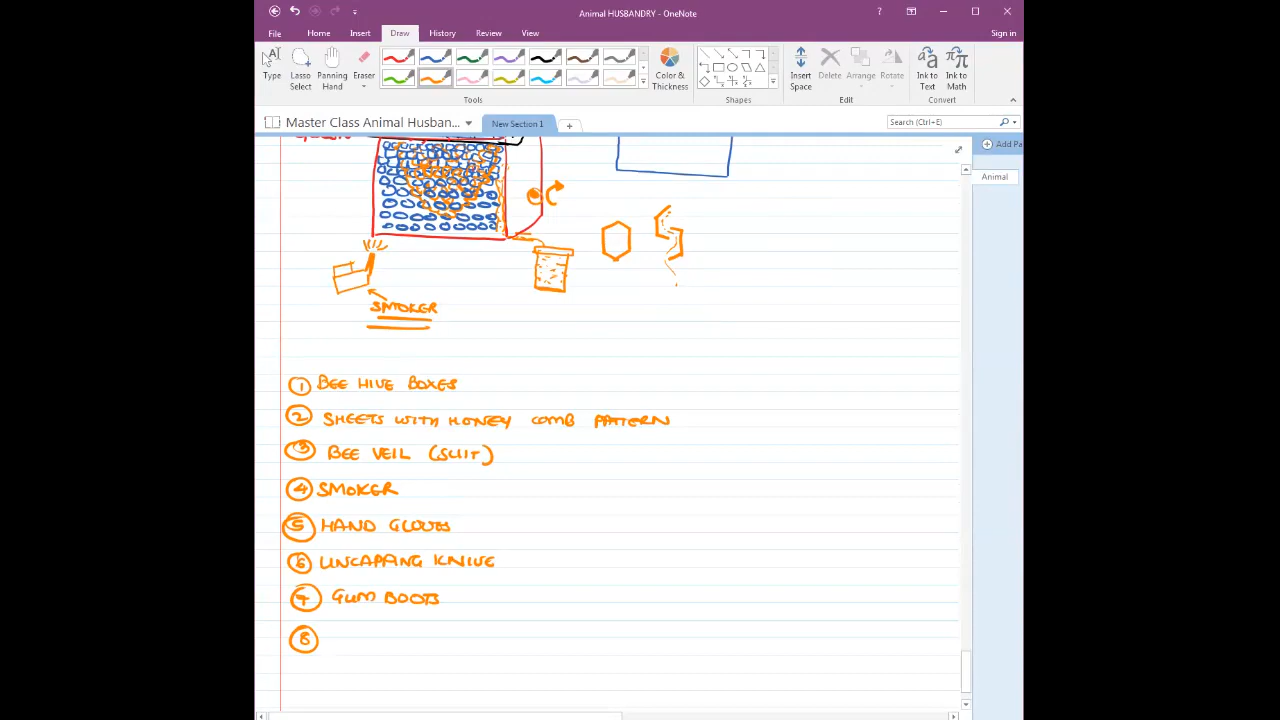 Animal HUSBANDRY - OneNote
?
File Home Insert Draw History Review View Sign in
Type Lasso Select Panning Hand Eraser Color & Thickness Insert Space Delete Arrange Rotate Ink to Text Ink to Math
Tools Shapes Edit Convert
Master Class Animal Husban... New Section 1 Search (Ctrl+E)
Add Pa
Animal
SMOKER
1 BEE HIVE BOXES
2 SHEETS WITH HONEY COMB PATTERN
3 BEE VEIL (SUIT)
4 SMOKER
5 HAND GLOVES
6 UNCAPPING KNIVE
7 GUM BOOTS
8